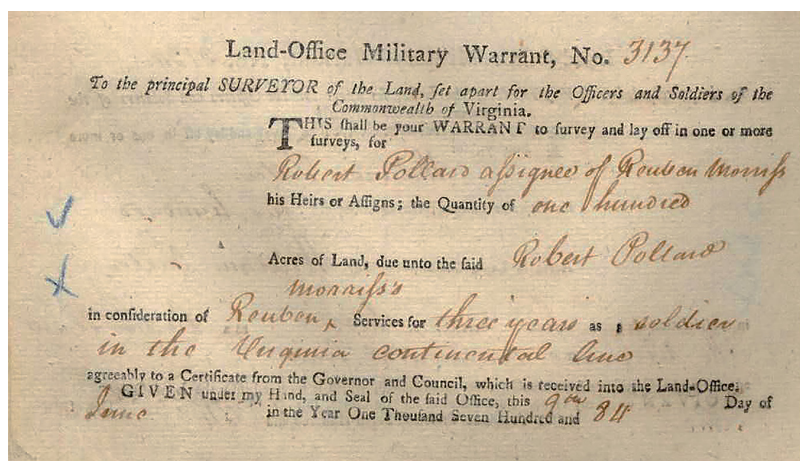 Land-Office Military Warrant, No. 3137
To the principal SURVEYOR of the Land, set apart for the Officers and Soldiers of the
Commonwealth of Virginia.
THIS shall be your WARRANT to survey and lay off in one or more
surveys, for
Robert Pollard assignee of Reuben Morriss
his Heirs or Assigns; the Quantity of one hundred
Acres of Land, due unto the said Robert Pollard
Morriss's
in consideration of Reuben Services for three years as a soldier
in the Virginia continental line
agreeably to a Certificate from the Governor and Council, which is received into the Land-Office.
GIVEN under my Hand, and Seal of the said Office, this 9th Day of
June in the Year One Thousand Seven Hundred and 84